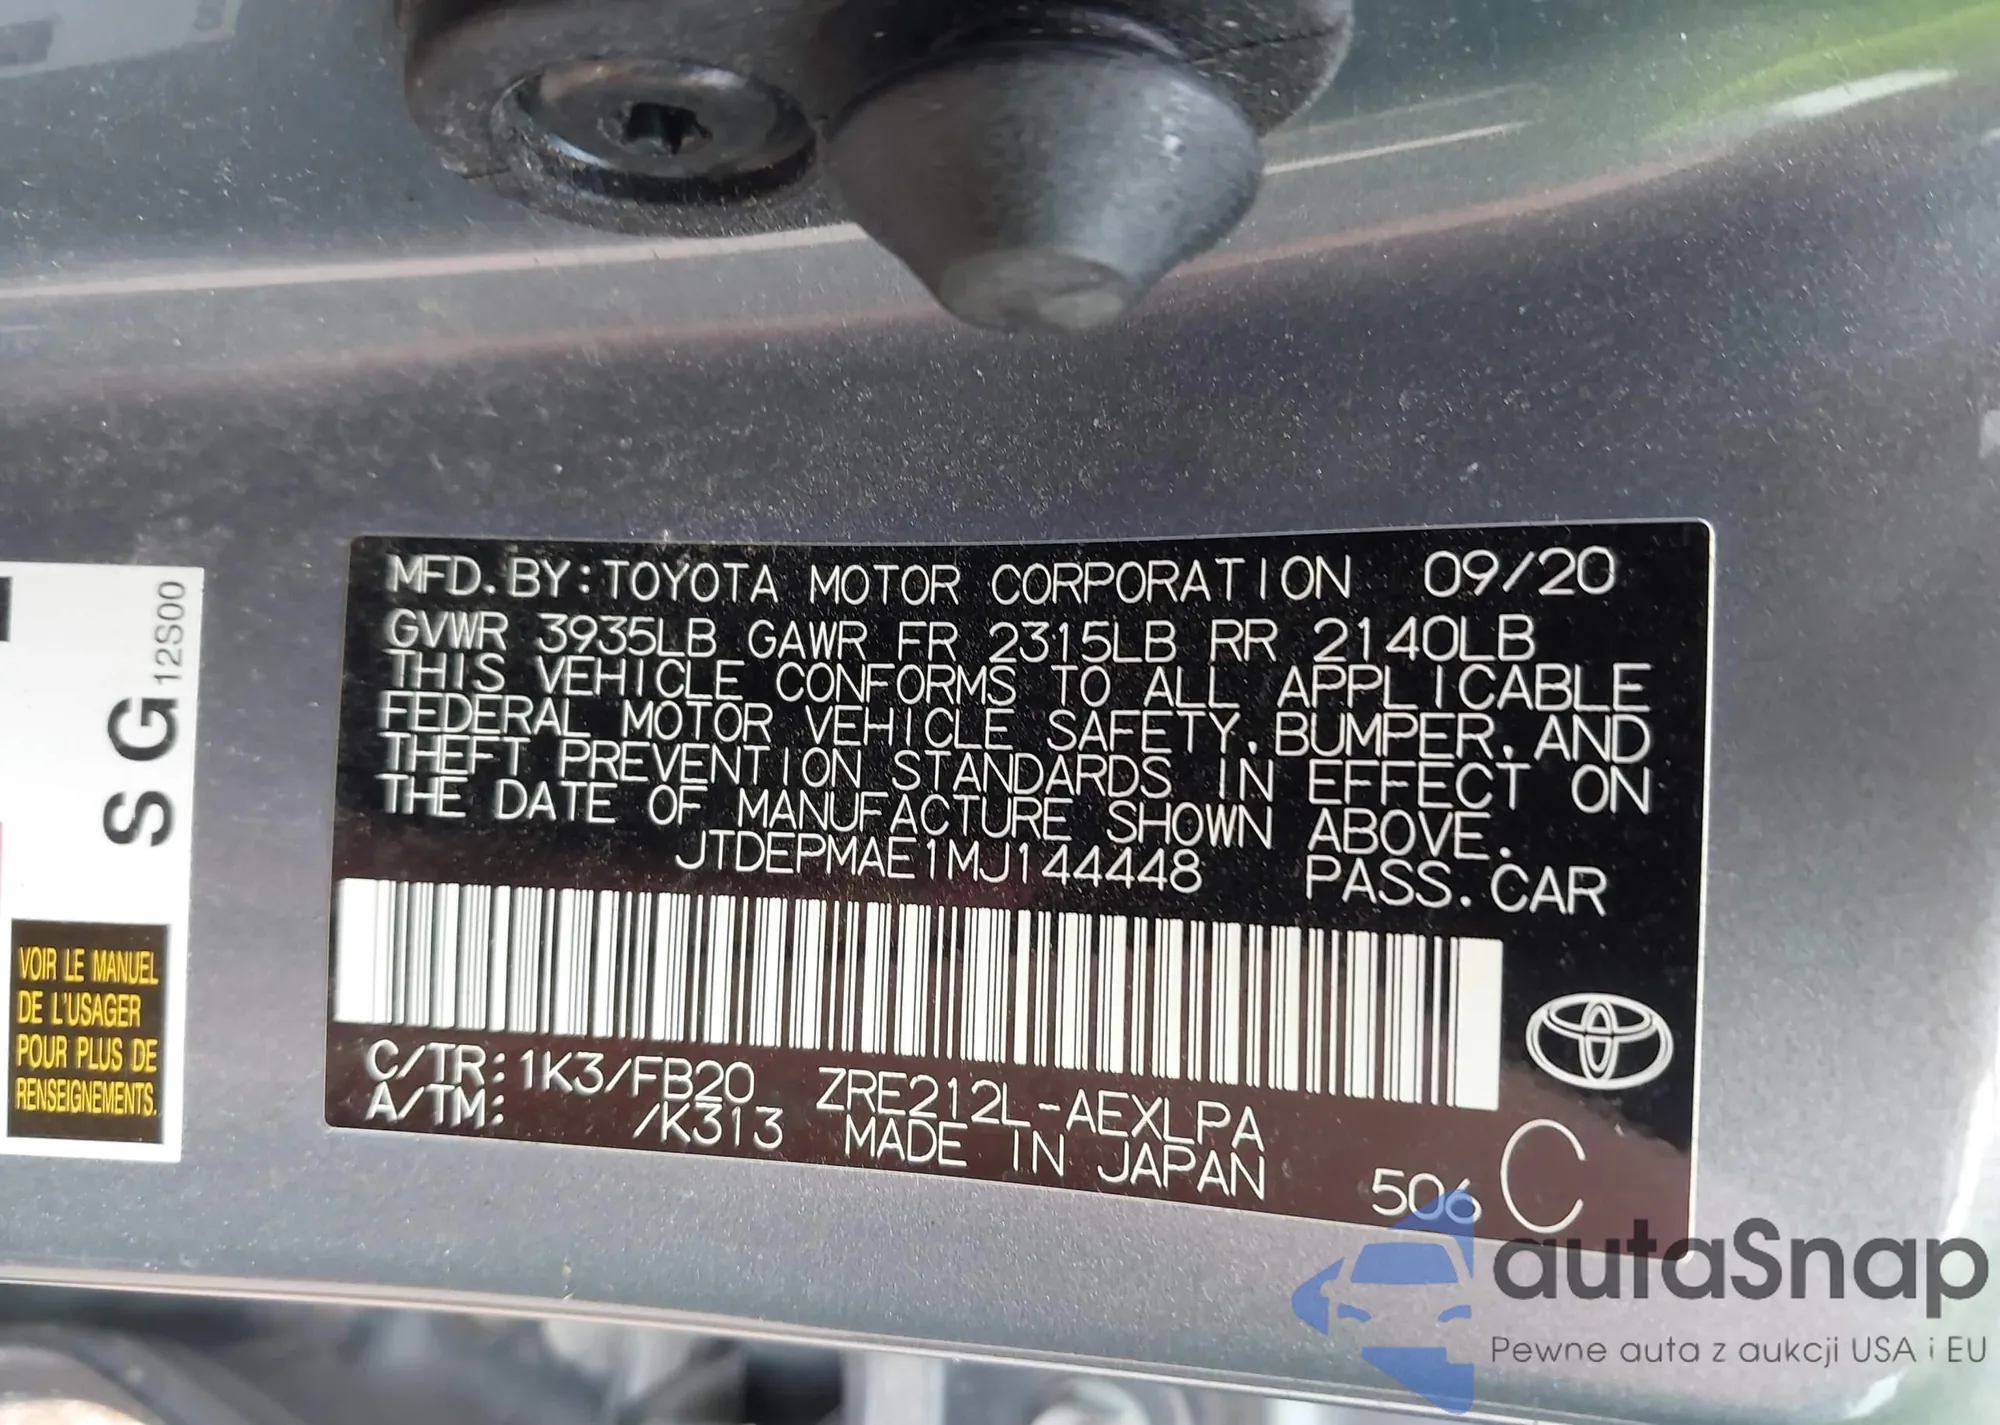 MFD. BY: TOYOTA MOTOR CORPORATION 09/20
GVWR 3935LB GAWR FR 2315LB RR 2140LB
THIS VEHICLE CONFORMS TO ALL APPLICABLE
FEDERAL MOTOR VEHICLE SAFETY, BUMPER, AND
THEFT PREVENTION STANDARDS IN EFFECT ON
THE DATE OF MANUFACTURE SHOWN ABOVE.
JTDEPMAE1MJ144448 PASS. CAR
C/TR: 1K3/FB20 ZRE212L-AEXLPA
A/TM: /K313 MADE IN JAPAN
506 C
S G 12S00
VOIR LE MANUEL
DE L'USAGER
POUR PLUS DE
RENSEIGNEMENTS.
autaSnap
Pewne auta z aukcji USA i EU